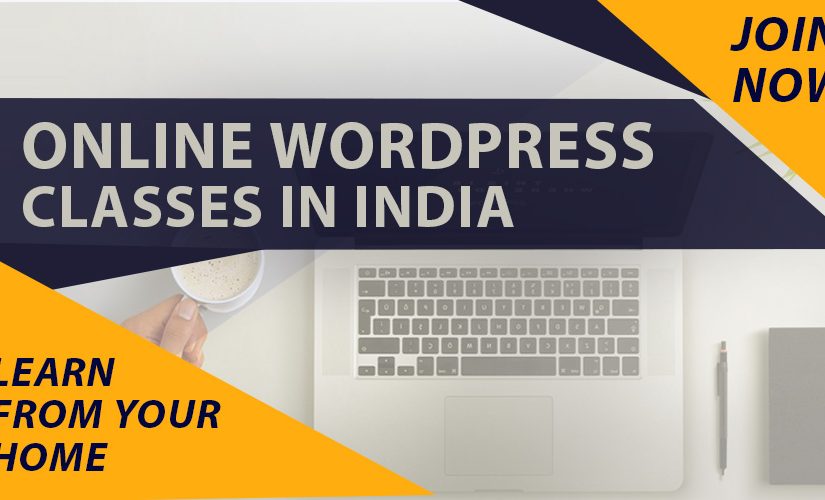 JOIN
NOW
ONLINE WORDPRESS
CLASSES IN INDIA
LEARN
FROM YOUR
HOME